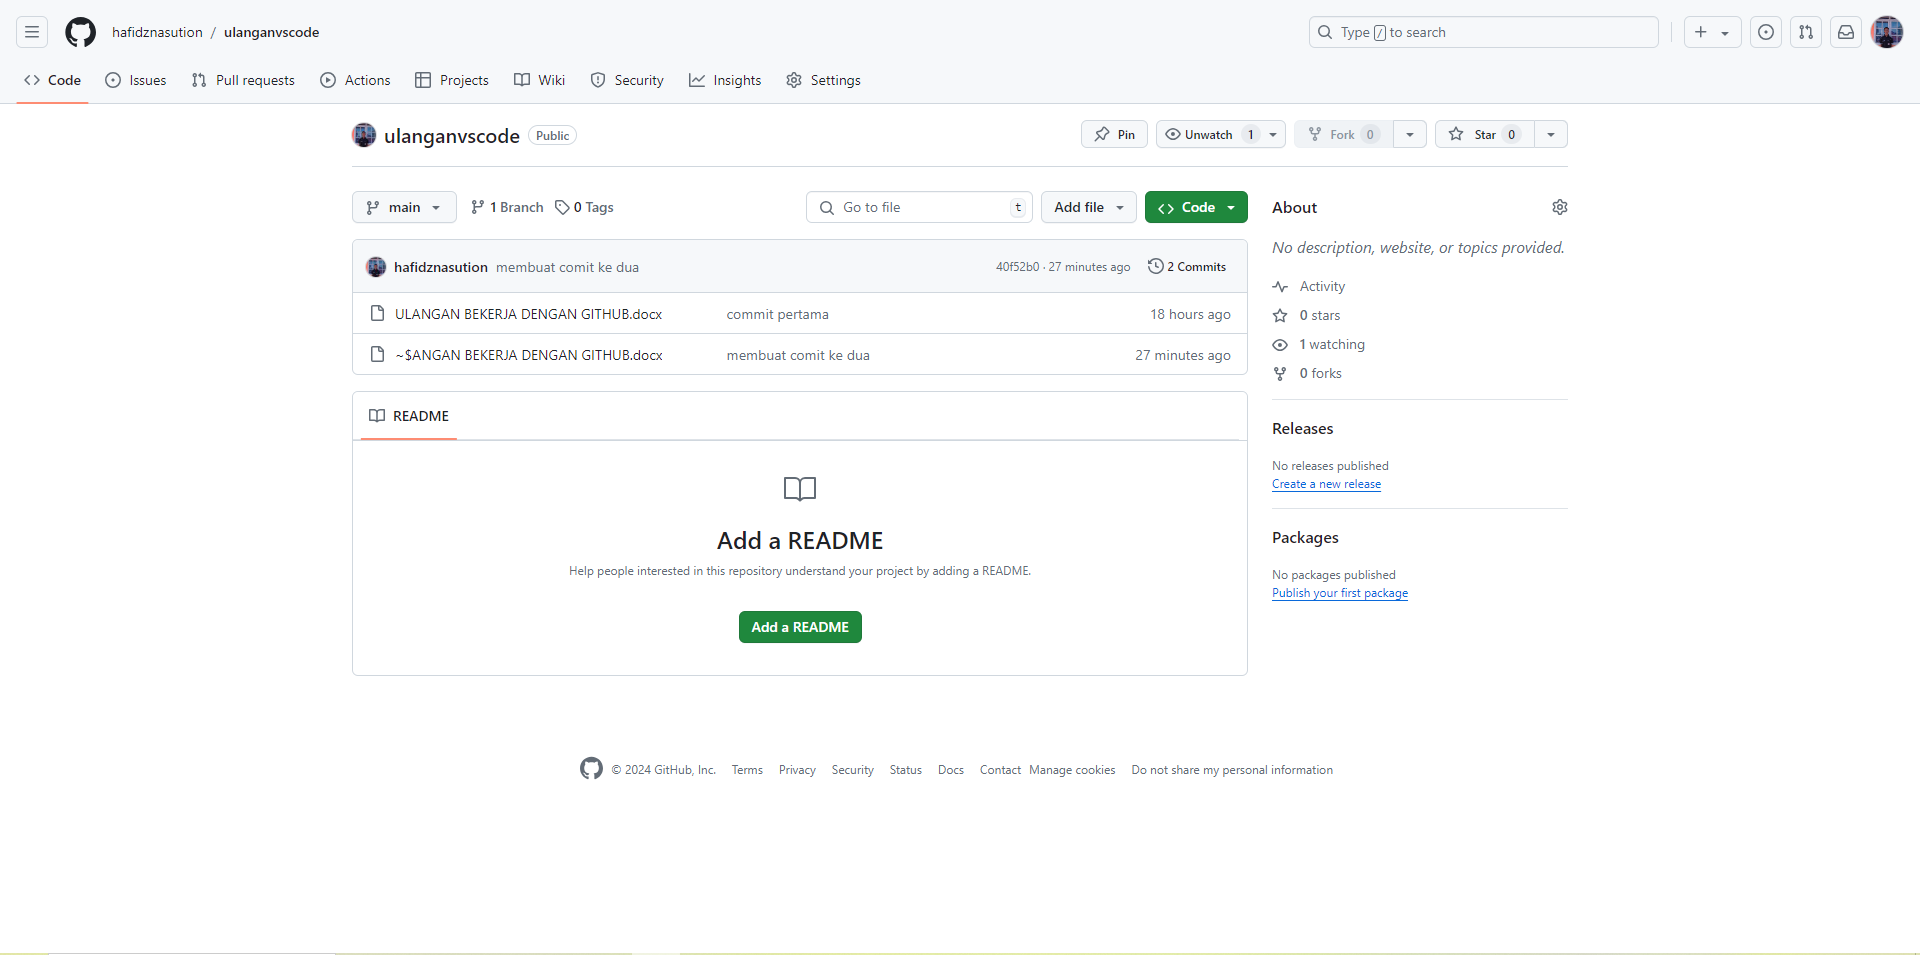 hafidznasution / ulanganvscode
Type / to search
Code Issues Pull requests Actions Projects Wiki Security Insights Settings
ulanganvscode Public
Pin Unwatch 1 Fork 0 Star 0
main 1 Branch 0 Tags Go to file t Add file Code
hafidznasution membuat comit ke dua 40f52b0 · 27 minutes ago 2 Commits
ULANGAN BEKERJA DENGAN GITHUB.docx commit pertama 18 hours ago
~$ANGAN BEKERJA DENGAN GITHUB.docx membuat comit ke dua 27 minutes ago
README
Add a README
Help people interested in this repository understand your project by adding a README.
Add a README
About
No description, website, or topics provided.
Activity
0 stars
1 watching
0 forks
Releases
No releases published
Create a new release
Packages
No packages published
Publish your first package
© 2024 GitHub, Inc. Terms Privacy Security Status Docs Contact Manage cookies Do not share my personal information